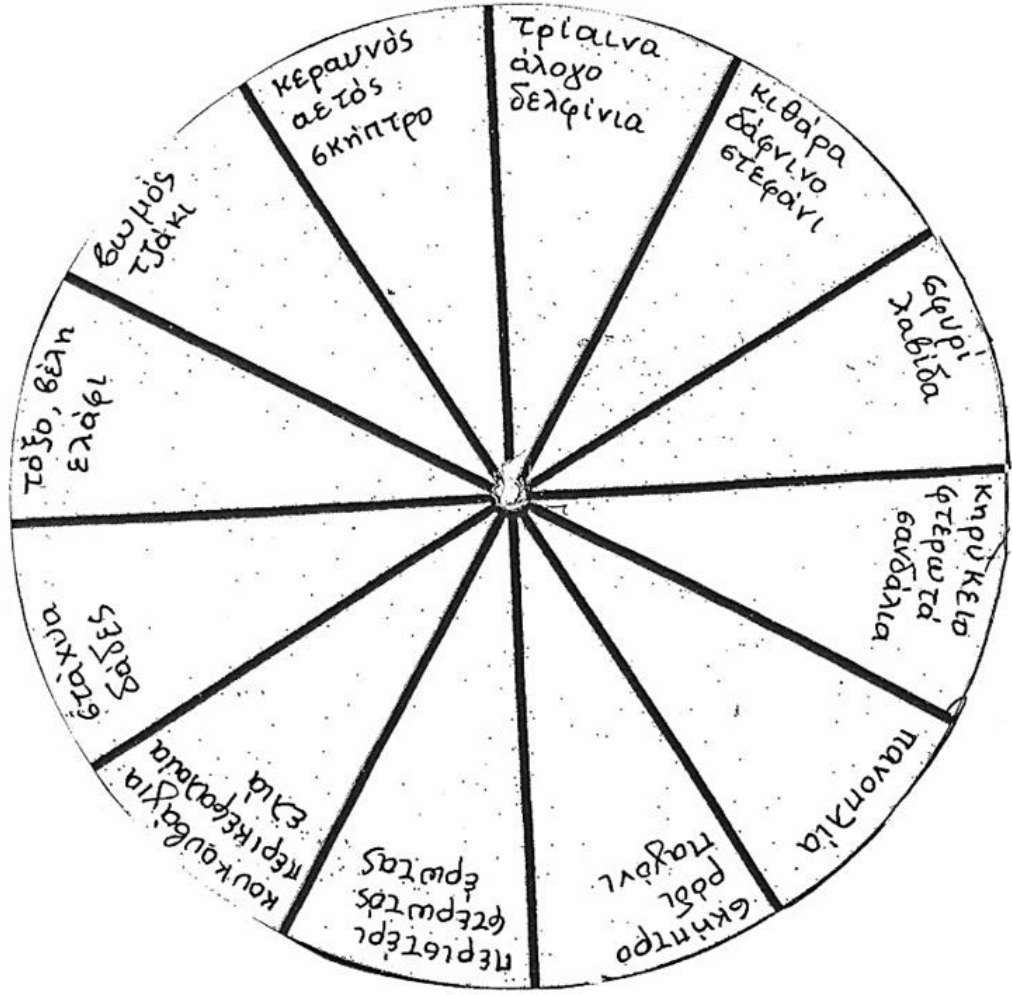 κεραυνός
αετός
σκήπτρο
τρίαινα
άλογο
δελφίνια
κιθάρα
δάφνινο
στεφάνι
σφυρί
λαβίδα
κηρύκειο
φτερωτά
σανδάλια
πανοπλία
σκήπτρο
ρόδι
παγόνι
περιστέρι
φτερωτός
έρωτας
κουκουβάγια
περικεφαλαία
ελιά
στάχυα
δάδες
τόξο, βέλη
ελάφι
βωμός
τζάκι